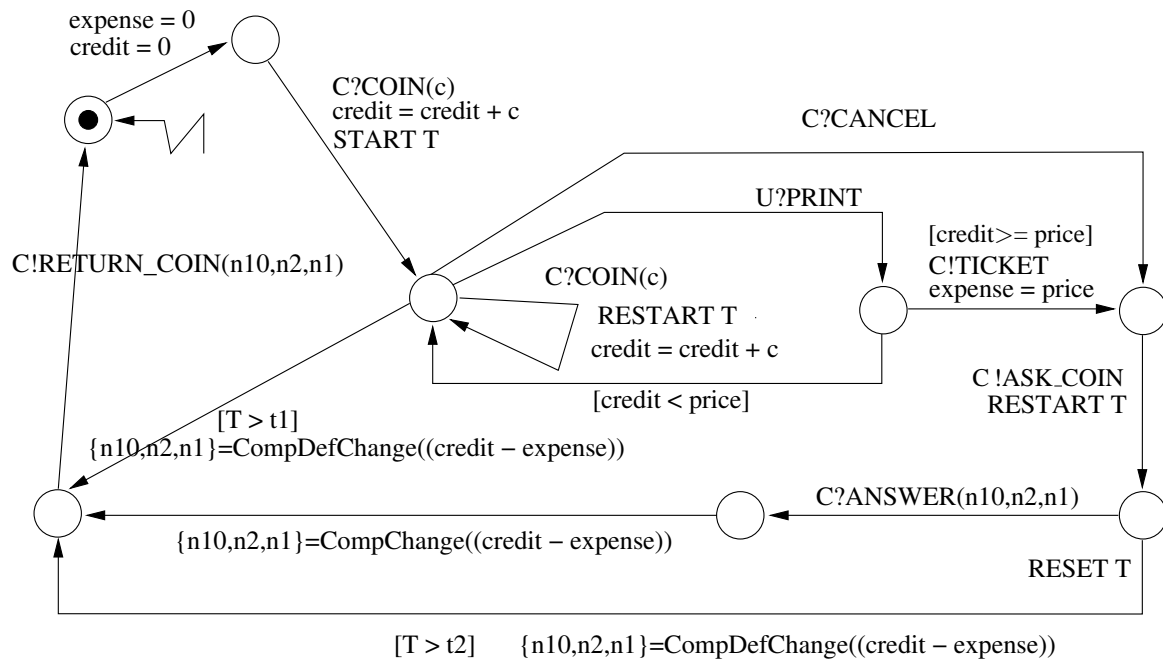 expense = 0
credit = 0
C?COIN(c)
credit = credit + c
START T
C?CANCEL
U?PRINT
[credit>= price]
C!TICKET
expense = price
C!RETURN_COIN(n10,n2,n1)
C?COIN(c)
RESTART T
credit = credit + c
[credit < price]
C !ASK_COIN
RESTART T
[T > t1]
{n10,n2,n1}=CompDefChange((credit − expense))
C?ANSWER(n10,n2,n1)
{n10,n2,n1}=CompChange((credit − expense))
RESET T
[T > t2] {n10,n2,n1}=CompDefChange((credit − expense))